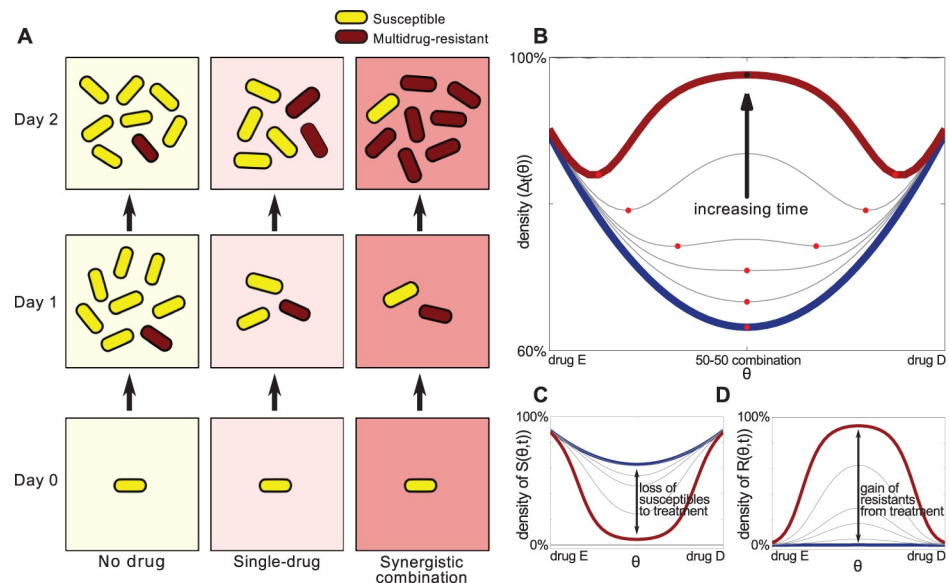 A
Susceptible
Multidrug-resistant
Day 2
Day 1
Day 0
No drug
Single-drug
Synergistic
combination
B
density (Δt(θ))
increasing time
60%
drug E
50-50 combination
drug D
θ
C
100%
density of S(θ,t))
loss of
susceptibles
to treatment
0%
drug E
θ
drug D
D
100%
density of R(θ,t))
gain of
resistants
from treatment
0%
drug E
θ
drug D